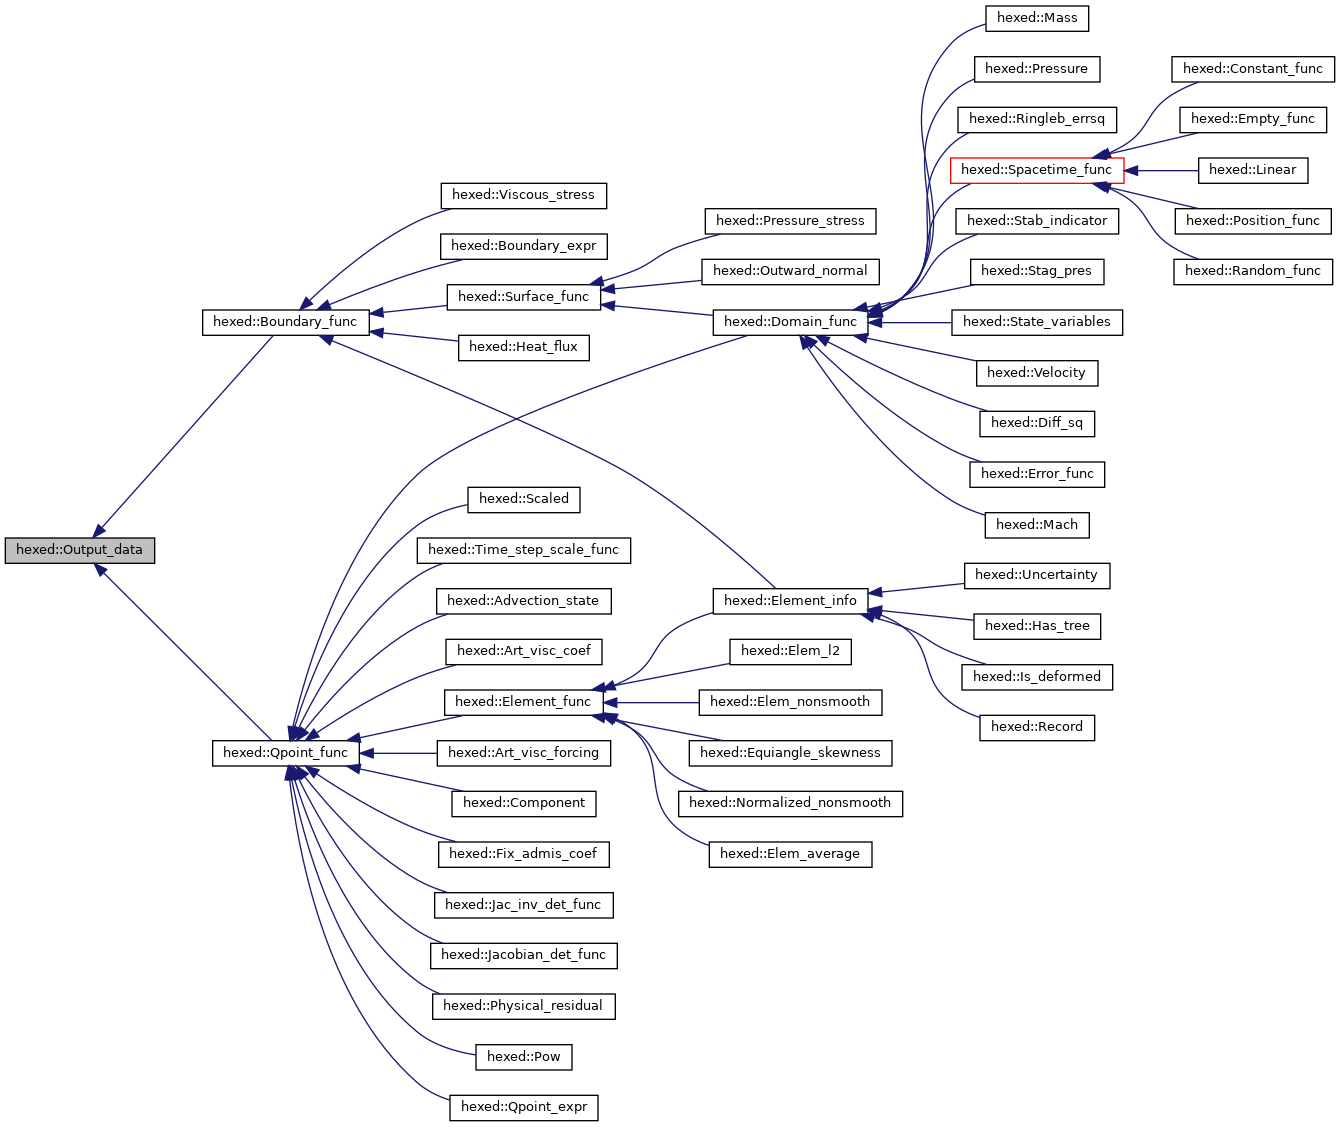 hexed::Mass
hexed::Pressure
hexed::Constant_func
hexed::Ringleb_errsq
hexed::Empty_func
hexed::Spacetime_func
hexed::Linear
hexed::Viscous_stress
hexed::Pressure_stress
hexed::Stab_indicator
hexed::Position_func
hexed::Boundary_expr
hexed::Outward_normal
hexed::Stag_pres
hexed::Random_func
hexed::Surface_func
hexed::Boundary_func
hexed::Domain_func
hexed::State_variables
hexed::Heat_flux
hexed::Velocity
hexed::Diff_sq
hexed::Error_func
hexed::Scaled
hexed::Mach
hexed::Output_data
hexed::Time_step_scale_func
hexed::Uncertainty
hexed::Advection_state
hexed::Element_info
hexed::Has_tree
hexed::Art_visc_coef
hexed::Elem_l2
hexed::Is_deformed
hexed::Element_func
hexed::Elem_nonsmooth
hexed::Record
hexed::Qpoint_func
hexed::Art_visc_forcing
hexed::Equiangle_skewness
hexed::Component
hexed::Normalized_nonsmooth
hexed::Fix_admis_coef
hexed::Elem_average
hexed::Jac_inv_det_func
hexed::Jacobian_det_func
hexed::Physical_residual
hexed::Pow
hexed::Qpoint_expr